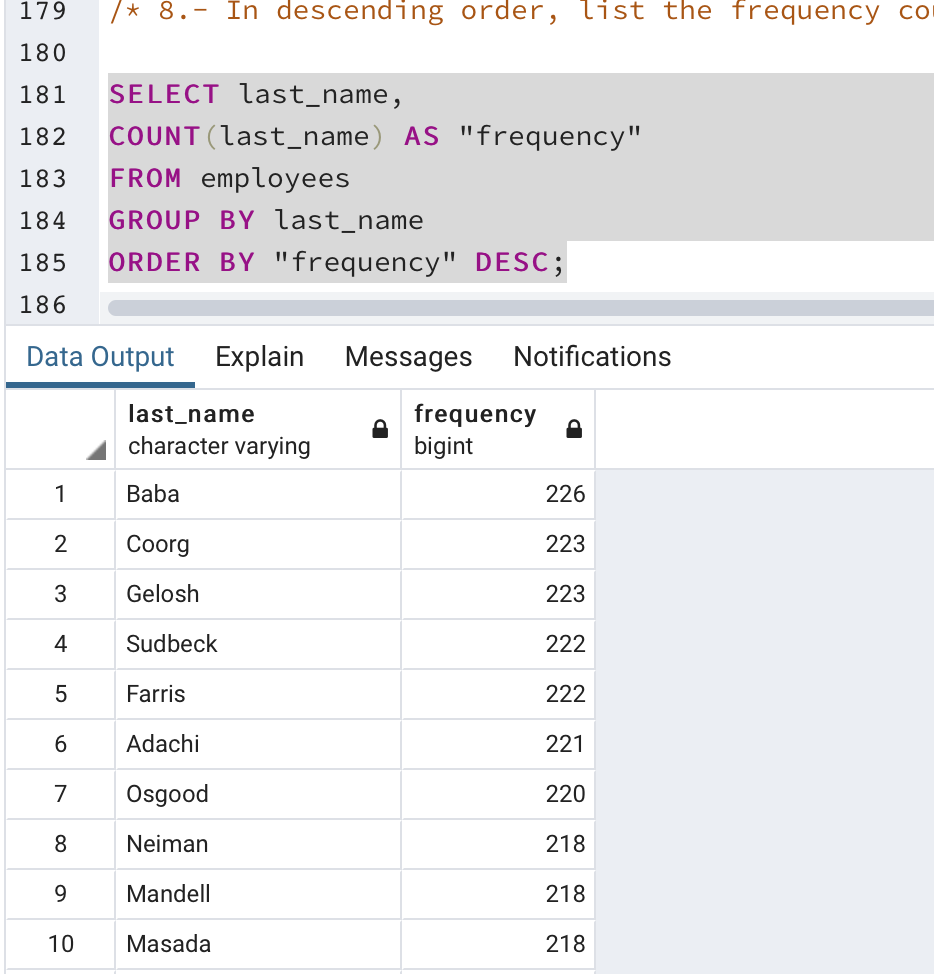 179 /* 8.- In descending order, list the frequency
180
181 SELECT last_name,
182 COUNT(last_name) AS "frequency"
183 FROM employees
184 GROUP BY last_name
185 ORDER BY "frequency" DESC;
186
Data Output Explain Messages Notifications
last_name frequency
character varying bigint
1 Baba 226
2 Coorg 223
3 Gelosh 223
4 Sudbeck 222
5 Farris 222
6 Adachi 221
7 Osgood 220
8 Neiman 218
9 Mandell 218
10 Masada 218